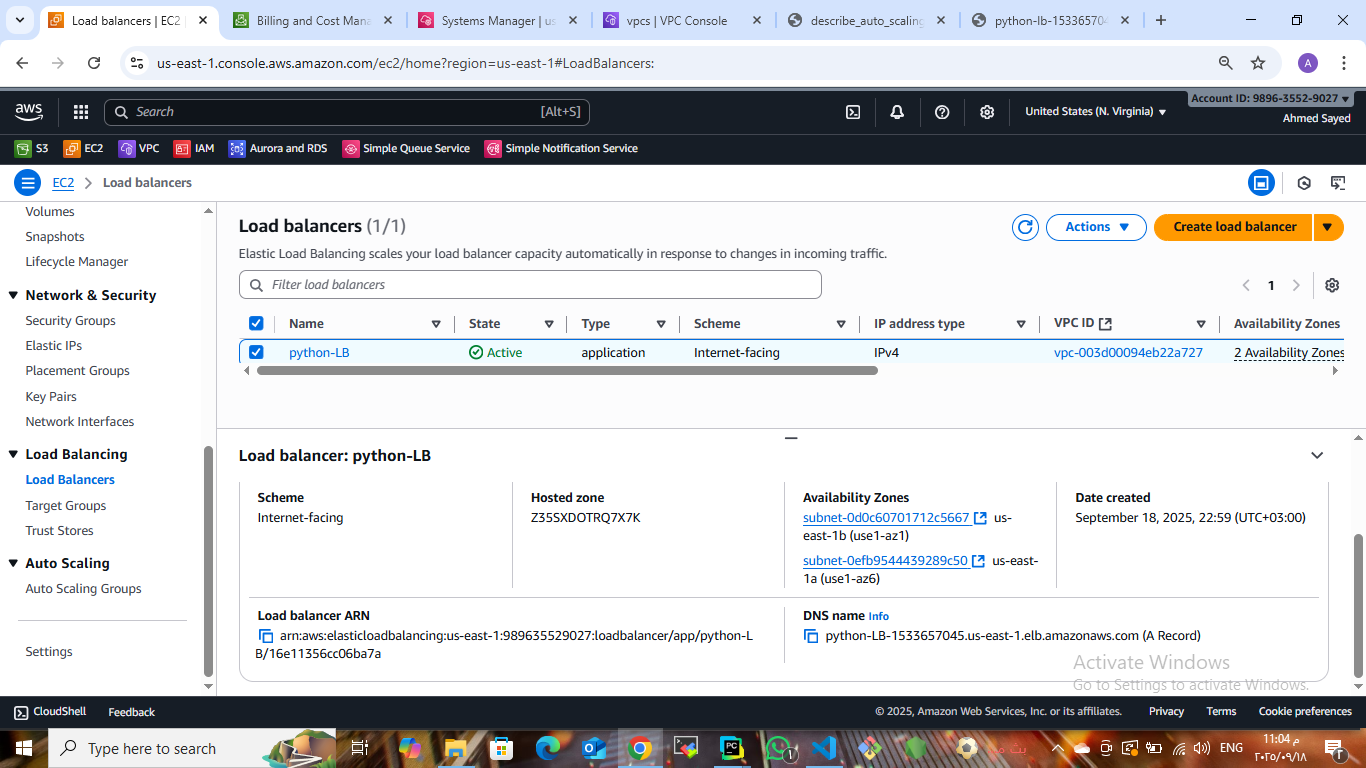 Load balancers | EC2 |
Billing and Cost Mana
Systems Manager | us
vpcs | VPC Console
describe_auto_scaling
python-lb-153365704
us-east-1.console.aws.amazon.com/ec2/home?region=us-east-1#LoadBalancers:
A
aws
Search
[Alt+S]
United States (N. Virginia)
Account ID: 9896-3552-9027
Ahmed Sayed
S3
EC2
VPC
IAM
Aurora and RDS
Simple Queue Service
Simple Notification Service
EC2
Load balancers
Volumes
Snapshots
Lifecycle Manager
Network & Security
Security Groups
Elastic IPs
Placement Groups
Key Pairs
Network Interfaces
Load Balancing
Load Balancers
Target Groups
Trust Stores
Auto Scaling
Auto Scaling Groups
Settings
Load balancers (1/1)
Actions
Create load balancer
Elastic Load Balancing scales your load balancer capacity automatically in response to changes in incoming traffic.
Filter load balancers
1
Name
State
Type
Scheme
IP address type
VPC ID
Availability Zones
python-LB
Active
application
Internet-facing
IPv4
vpc-003d00094eb22a727
2 Availability Zones
Load balancer: python-LB
Scheme
Internet-facing
Hosted zone
Z35SXDOTRQ7X7K
Availability Zones
subnet-0d0c60701712c5667 us-
east-1b (use1-az1)
subnet-0efb9544439289c50 us-east-
1a (use1-az6)
Date created
September 18, 2025, 22:59 (UTC+03:00)
Load balancer ARN
arn:aws:elasticloadbalancing:us-east-1:989635529027:loadbalancer/app/python-L
B/16e11356cc06ba7a
DNS name Info
python-LB-1533657045.us-east-1.elb.amazonaws.com (A Record)
Activate Windows
Go to Settings to activate Windows.
CloudShell
Feedback
© 2025, Amazon Web Services, Inc. or its affiliates.
Privacy
Terms
Cookie preferences
Type here to search
PC
1
ENG
11:04 م
٢٠٢٥/٠٩/١٨
1